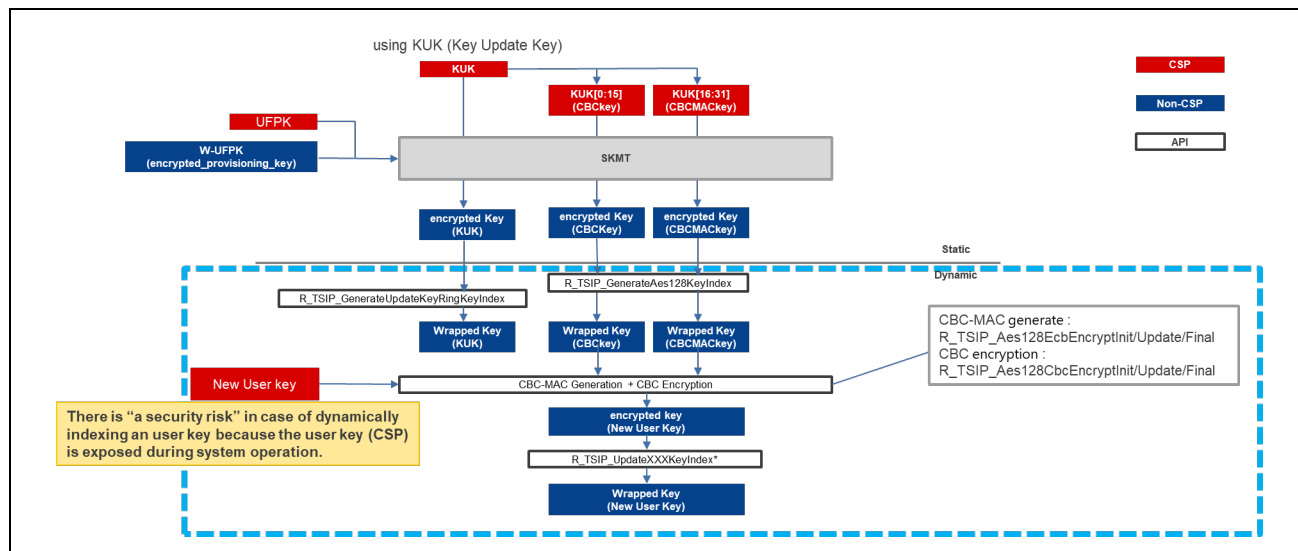 using KUK (Key Update Key)
KUK
CSP
KUK[0:15]
(CBCkey)
KUK[16:31]
(CBCMACkey)
Non-CSP
UFPK
API
W-UFPK
(encrypted_provisioning_key)
SKMT
encrypted Key
(KUK)
encrypted Key
(CBCKey)
encrypted Key
(CBCMACkey)
Static
Dynamic
R_TSIP_GenerateUpdateKeyRingKeyIndex
R_TSIP_GenerateAes128KeyIndex
Wrapped Key
(KUK)
Wrapped Key
(CBCkey)
Wrapped Key
(CBCMACkey)
CBC-MAC generate :
R_TSIP_Aes128EcbEncryptInit/Update/Final
CBC encryption :
R_TSIP_Aes128CbcEncryptInit/Update/Final
New User key
CBC-MAC Generation + CBC Encryption
There is “a security risk” in case of dynamically
indexing an user key because the user key (CSP)
is exposed during system operation.
encrypted key
(New User Key)
R_TSIP_UpdateXXXKeyIndex*
Wrapped Key
(New User Key)